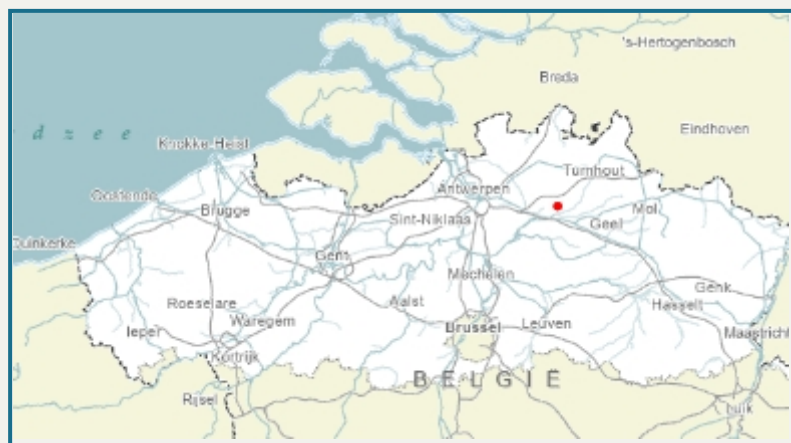 's-Hertogenbosch
Breda
d z e e
Eindhoven
Knokke-Heist
Turnhout
Antwerpen
Oostende
Mol
Brugge
Sint-Niklaas
Geel
Duinkerke
Gent
Mechelen
Genk
Roeselare
Aalst
Hasselt
Waregem
Brussel
Leuven
Ieper
Maastricht
Kortrijk
BELGIË
Rijsel
Luik